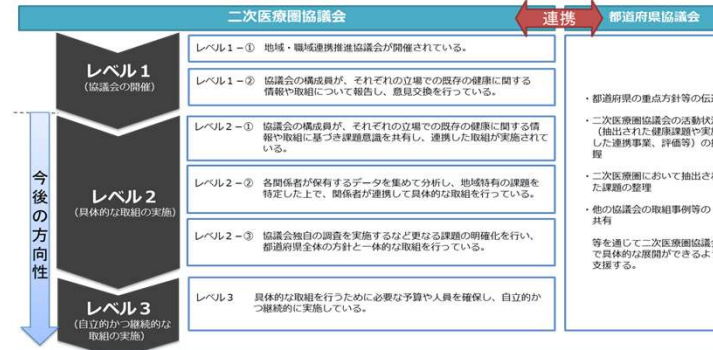 二次医療圏協議会
連携
都道府県協議会
今後の方向性
レベル1
(協議会の開催)
レベル1-① 地域・職域連携推進協議会が開催されている。
レベル1-② 協議会の構成員が、それぞれの立場での既存の健康に関する
情報や取組について報告し、意見交換を行っている。
レベル2
(具体的な取組の実施)
レベル2-① 協議会の構成員が、それぞれの立場での既存の健康に関する情
報や取組に基づき課題意識を共有し、連携した取組が実施されて
いる。
レベル2-② 各関係者が保有するデータを集めて分析し、地域特有の課題を
特定した上で、関係者が連携して具体的な取組を行っている。
レベル2-③ 協議会独自の調査を実施するなど更なる課題の明確化を行い、
都道府県全体の方針と一体的な取組を行っている。
レベル3
(自立的かつ継続的な
取組の実施)
レベル3 具体的な取組を行うために必要な予算や人員を確保し、自立的か
つ継続的に実施している。
・都道府県の重点方針等の伝
・二次医療圏協議会の活動状
(抽出された健康課題や実
した連携事業、評価等)の
握
・二次医療圏において抽出さ
た課題の整理
・他の協議会の取組事例等の
共有
等を通じて二次医療圏協議
で具体的な展開ができるよ
支援する。